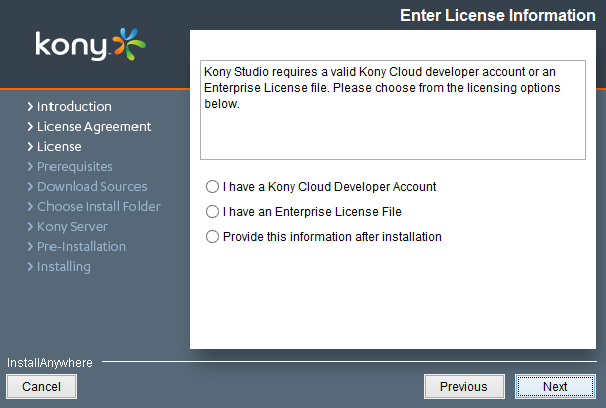 Enter License Information
kony
Kony Studio requires a valid Kony Cloud developer account or an
Enterprise License file. Please choose from the licensing options
below.
> Introduction
> License Agreement
> License
> Prerequisites
> Download Sources
> Choose Install Folder
> Kony Server
> Pre-Installation
> Installing
I have a Kony Cloud Developer Account
I have an Enterprise License File
Provide this information after installation
InstallAnywhere
Cancel
Previous
Next